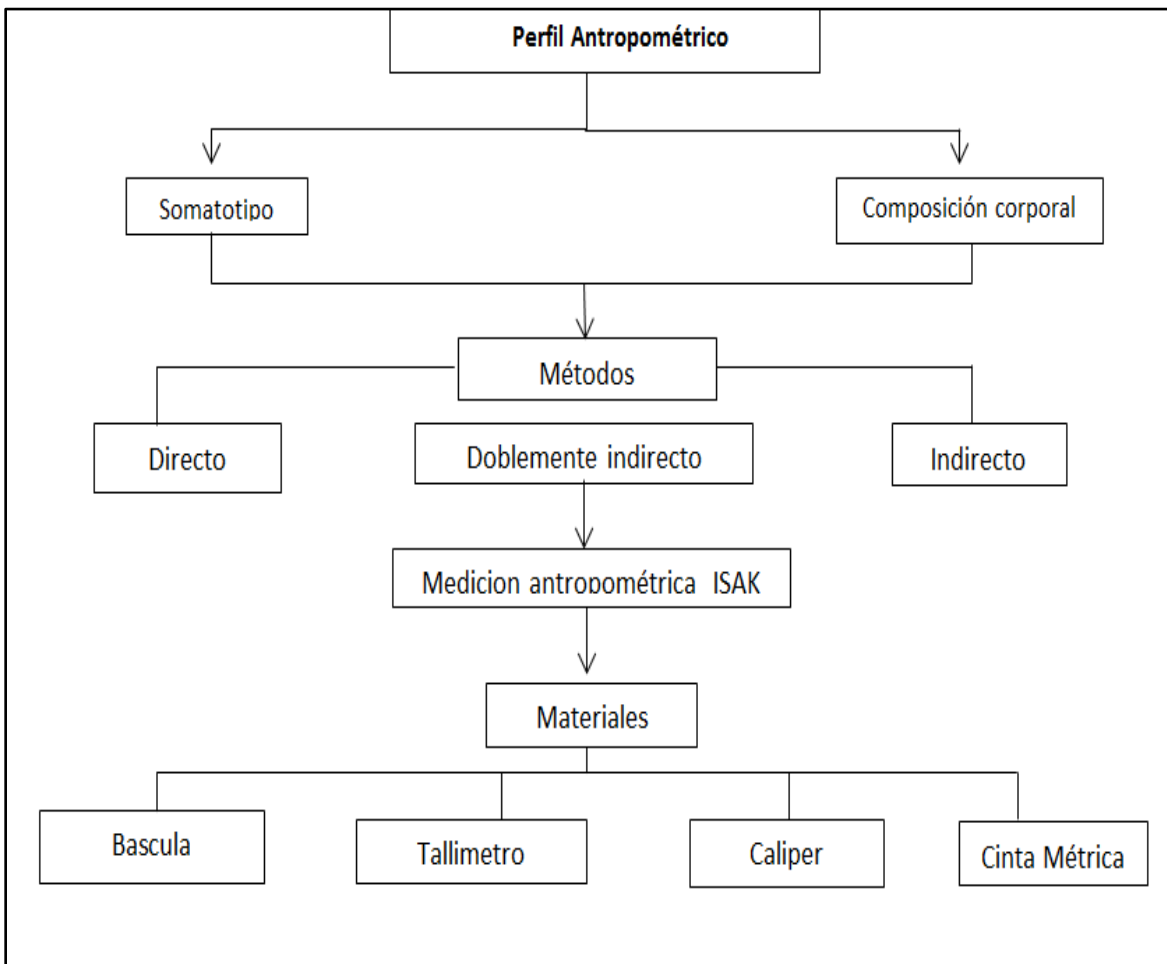 Perfil Antropométrico
Somatotipo
Composición corporal
Métodos
Directo
Doblemente indirecto
Indirecto
Medicion antropométrica ISAK
Materiales
Bascula
Tallimetro
Caliper
Cinta Métrica